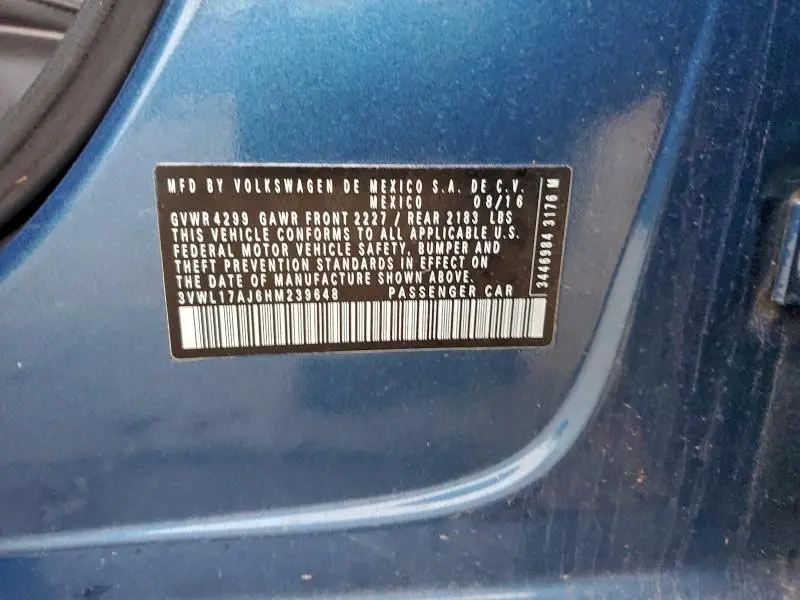 MFD BY VOLKSWAGEN DE MEXICO S.A. DE C.V.
MEXICO 08/16
GVWR 4299 GAWR FRONT 2227 / REAR 2183 LBS
THIS VEHICLE CONFORMS TO ALL APPLICABLE U.S.
FEDERAL MOTOR VEHICLE SAFETY, BUMPER AND
THEFT PREVENTION STANDARDS IN EFFECT ON
THE DATE OF MANUFACTURE SHOWN ABOVE.
3VWL17AJ6HM239648 PASSENGER CAR
3446984 3176 M